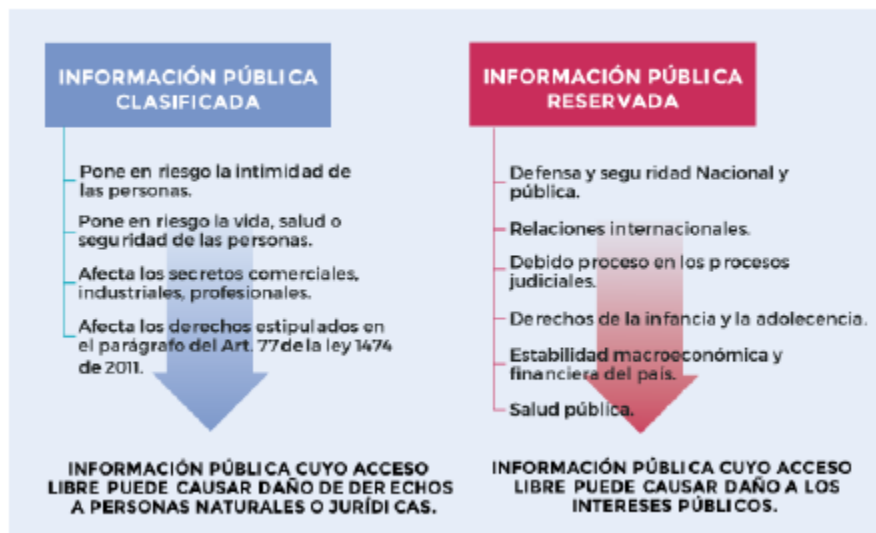 INFORMACIÓN PÚBLICA
CLASIFICADA
Pone en riesgo la intimidad de
las personas.
Pone en riesgo la vida, salud o
seguridad de las personas.
Afecta los secretos comerciales,
industriales, profesionales.
Afecta los derechos estipulados en
el parágrafo del Art. 77 de la ley 1474
de 2011.
INFORMACIÓN PÚBLICA CUYO ACCESO
LIBRE PUEDE CAUSAR DAÑO DE DERECHOS
A PERSONAS NATURALES O JURÍDICAS.
INFORMACIÓN PÚBLICA
RESERVADA
Defensa y seguridad Nacional y
pública.
Relaciones internacionales.
Debido proceso en los procesos
judiciales.
Derechos de la infancia y la adolecencia.
Estabilidad macroeconómica y
financiera del país.
Salud pública.
INFORMACIÓN PÚBLICA CUYO ACCESO
LIBRE PUEDE CAUSAR DAÑO A LOS
INTERESES PÚBLICOS.